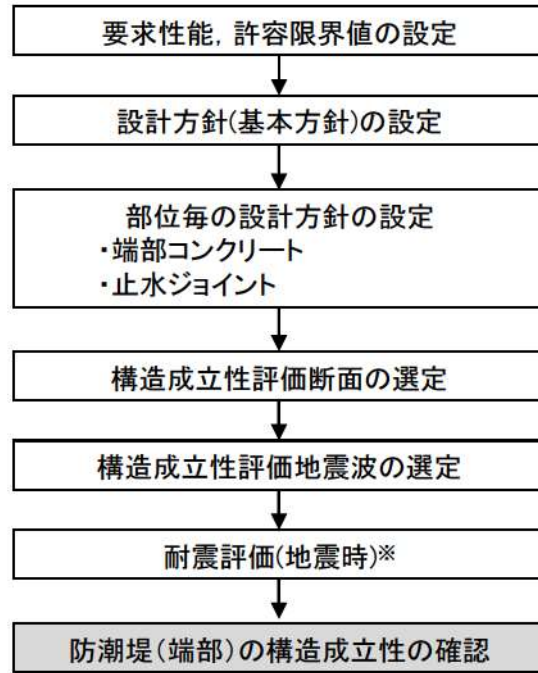 要求性能，許容限界値の設定
設計方針(基本方針)の設定
部位毎の設計方針の設定
・端部コンクリート
・止水ジョイント
構造成立性評価断面の選定
構造成立性評価地震波の選定
耐震評価(地震時)※
防潮堤(端部)の構造成立性の確認